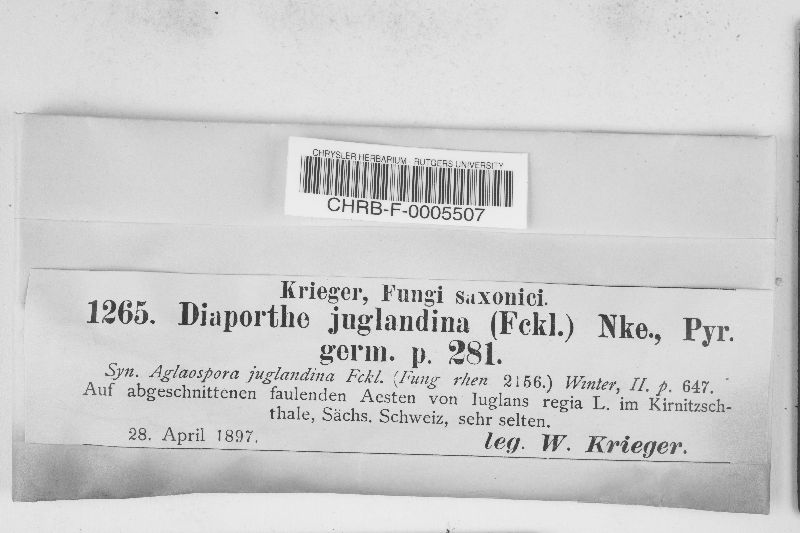 CHRYSLER HERBARIUM - RUTGERS UNIVERSITY
CHRB-F-0005507
Krieger, Fungi saxonici.
1265. Diaporthe juglandina (Fckl.) Nke., Pyr.
germ. p. 281.
Syn. Aglaospora juglandina Fckl. (Fung rhen 2156.) Winter, II. p. 647.
Auf abgeschnittenen faulenden Aesten von Iuglans regia L. im Kirnitzsch-
thale, Sächs. Schweiz, sehr selten.
28. April 1897. leg. W. Krieger.